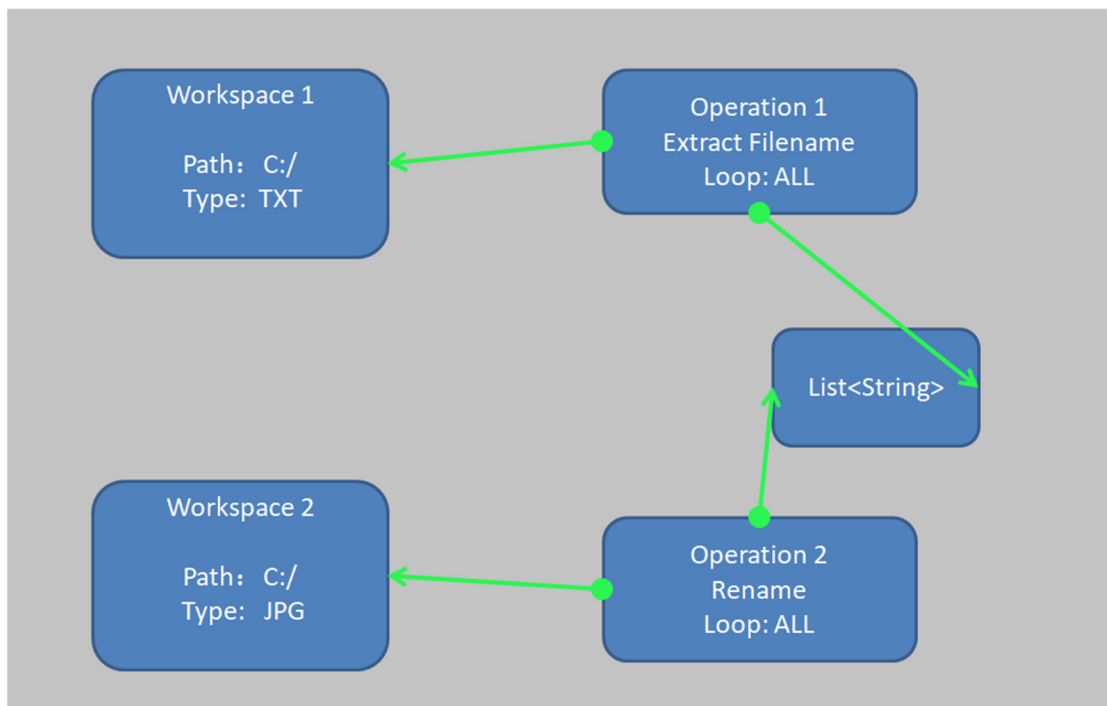 Workspace 1
Path：C:/
Type: TXT
Operation 1
Extract Filename
Loop: ALL
List<String>
Workspace 2
Path：C:/
Type: JPG
Operation 2
Rename
Loop: ALL